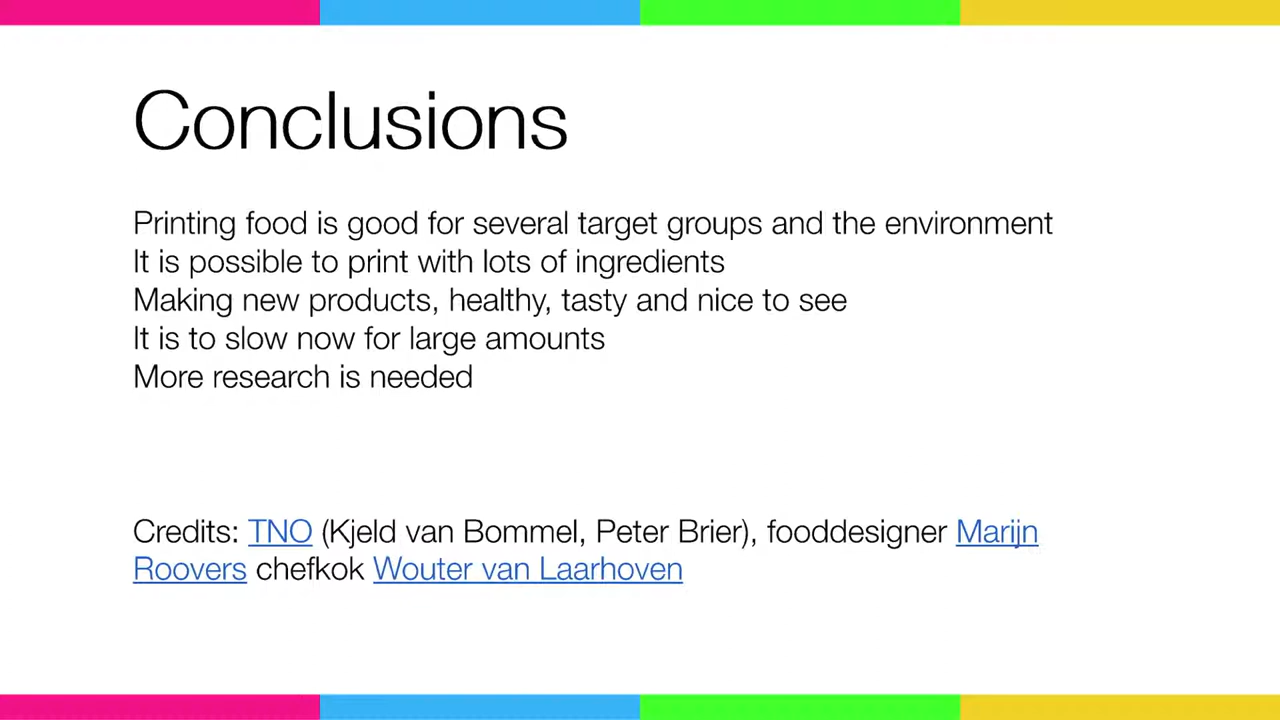 Conclusions
Printing food is good for several target groups and the environment
It is possible to print with lots of ingredients
Making new products, healthy, tasty and nice to see
It is to slow now for large amounts
More research is needed
Credits: TNO (Kjeld van Bommel, Peter Brier), fooddesigner Marijn
Roovers chefkok Wouter van Laarhoven